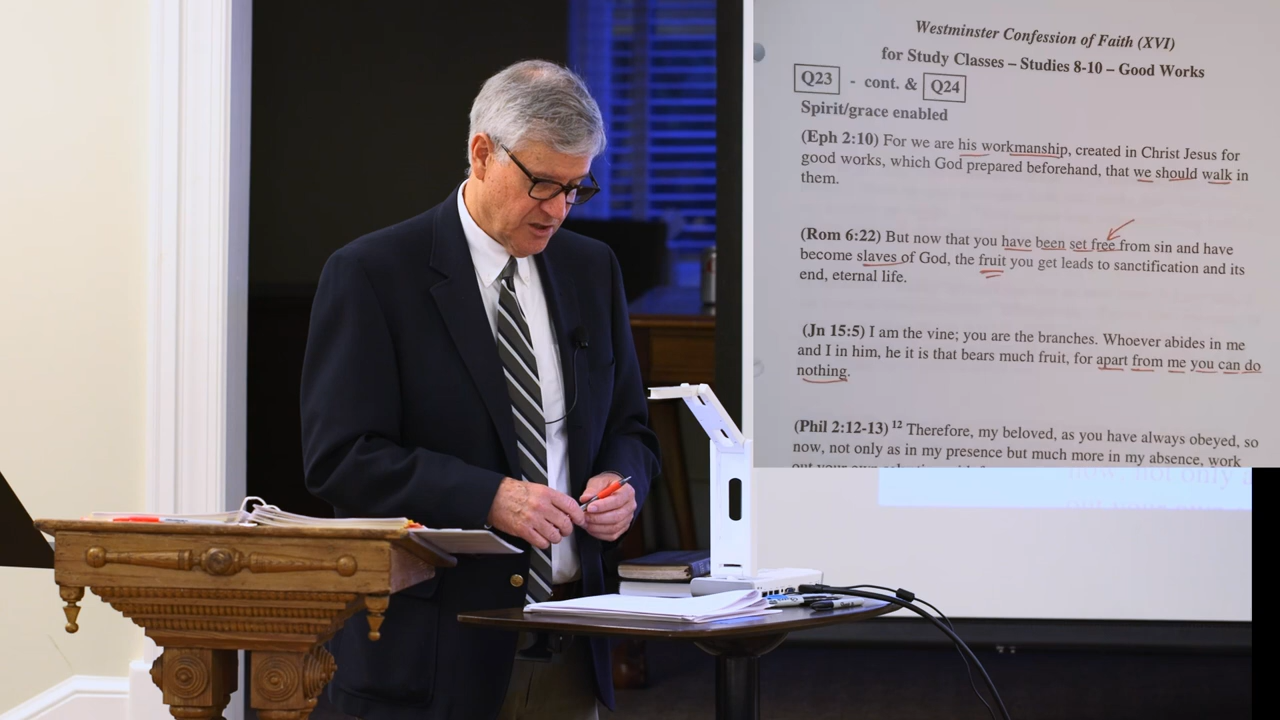 Westminster Confession of Faith (XVI)
for Study Classes – Studies 8-10 – Good Works
Q23 - cont. & Q24
Spirit/grace enabled
(Eph 2:10) For we are his workmanship, created in Christ Jesus for
good works, which God prepared beforehand, that we should walk in
them.
(Rom 6:22) But now that you have been set free from sin and have
become slaves of God, the fruit you get leads to sanctification and its
end, eternal life.
(Jn 15:5) I am the vine; you are the branches. Whoever abides in me
and I in him, he it is that bears much fruit, for apart from me you can do
nothing.
(Phil 2:12-13) 12 Therefore, my beloved, as you have always obeyed, so
now, not only as in my presence but much more in my absence, work
out your own
now, not only